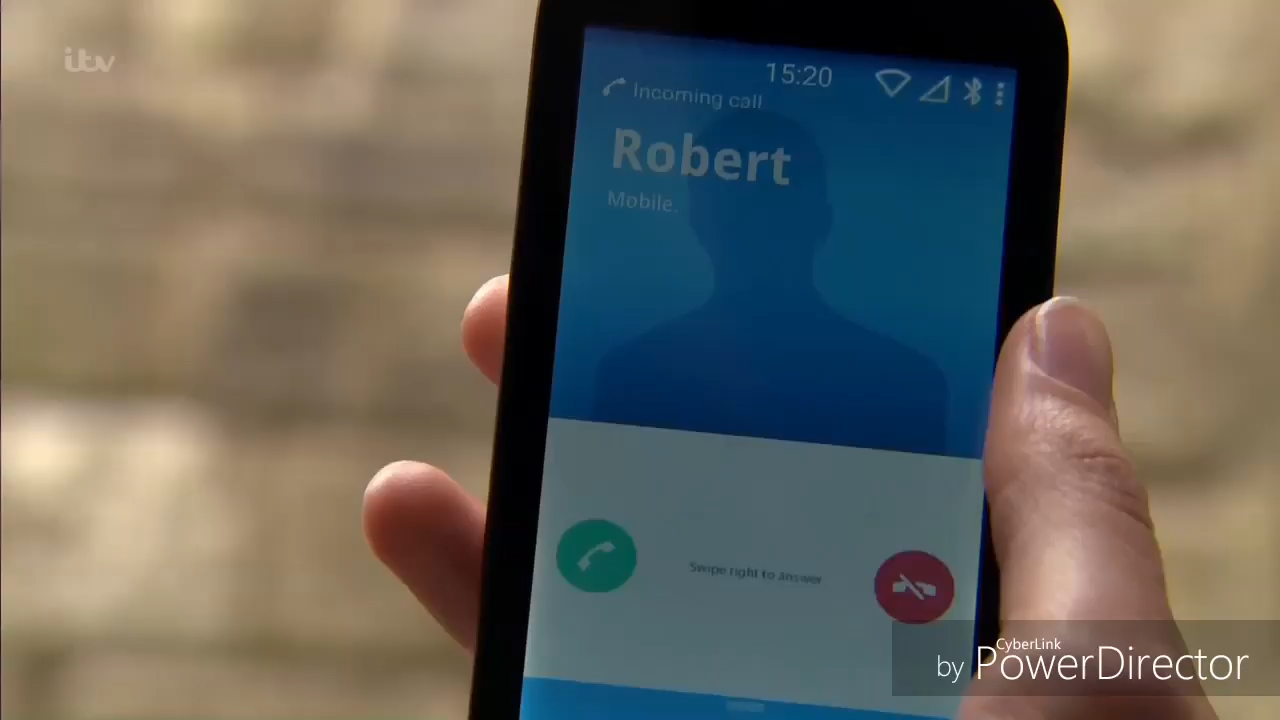 itv
15:20
Incoming call
Robert
Mobile.
Swipe right to answer
CyberLink
by PowerDirector